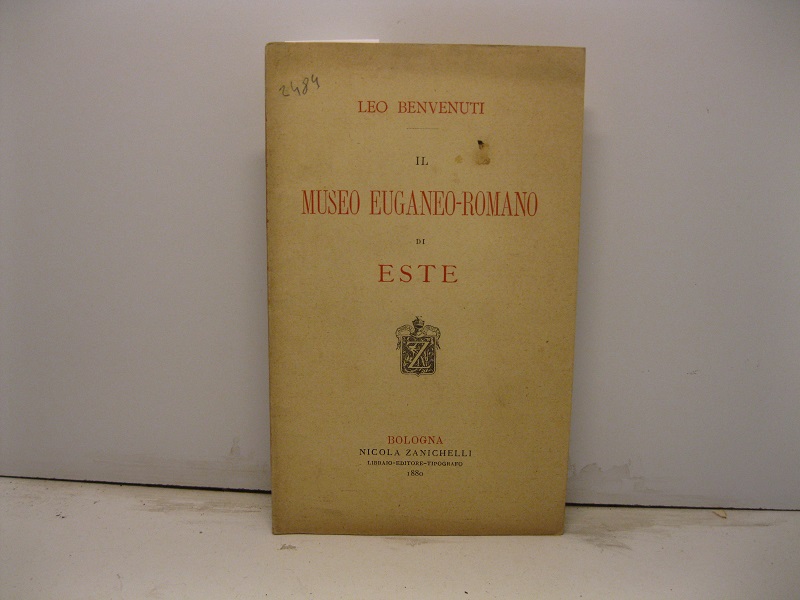 2484
LEO BENVENUTI
IL
MUSEO EUGANEO-ROMANO
DI
ESTE
Z
BOLOGNA
NICOLA ZANICHELLI
LIBRAIO-EDITORE-TIPOGRAFO
1880